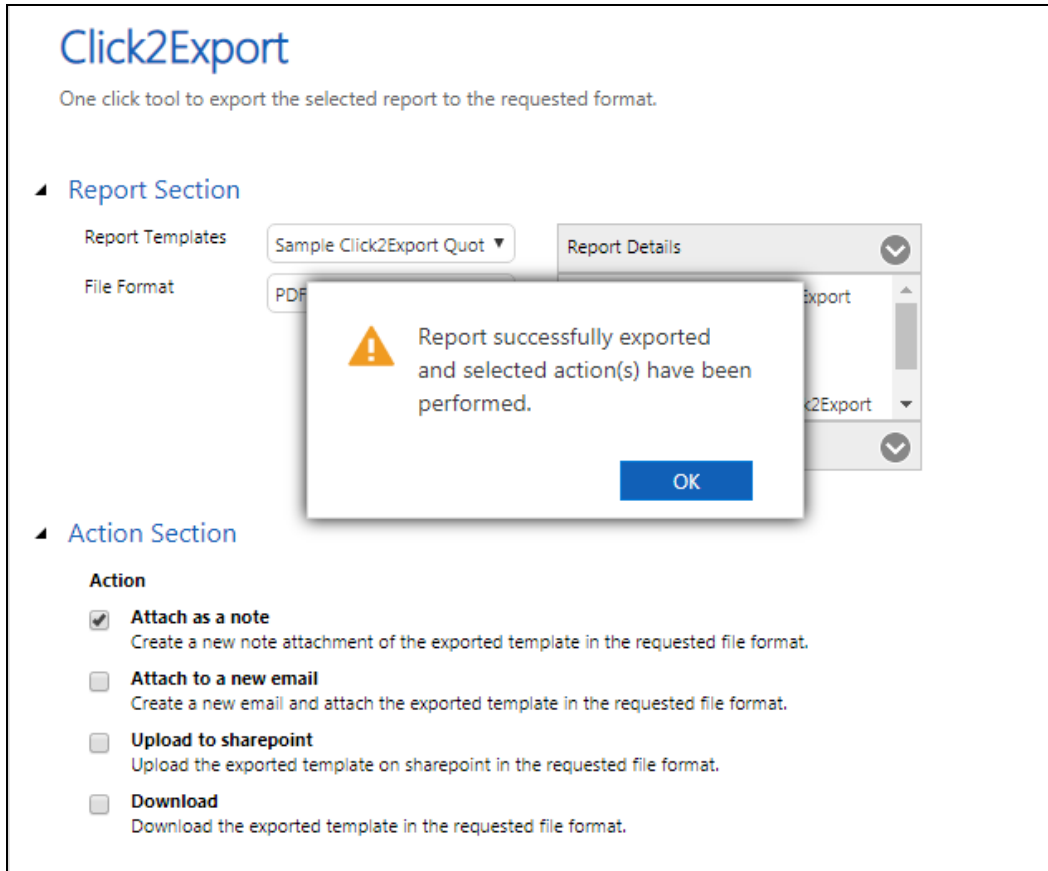 Click2Export
One click tool to export the selected report to the requested format.
Report Section
Report Templates
Sample Click2Export Quot
Report Details
File Format
PDF
Export
Report successfully exported
and selected action(s) have been
performed.
k2Export
OK
Action Section
Action
Attach as a note
Create a new note attachment of the exported template in the requested file format.
Attach to a new email
Create a new email and attach the exported template in the requested file format.
Upload to sharepoint
Upload the exported template on sharepoint in the requested file format.
Download
Download the exported template in the requested file format.